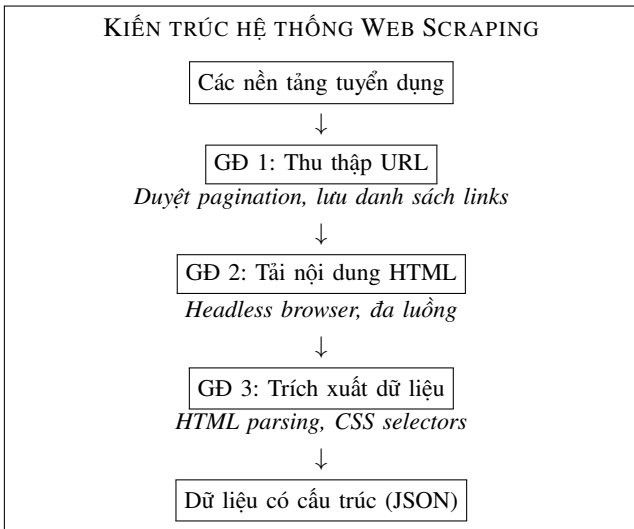 KIẾN TRÚC HỆ THỐNG WEB SCRAPING
Các nền tảng tuyển dụng
↓
GĐ 1: Thu thập URL
Duyệt pagination, lưu danh sách links
↓
GĐ 2: Tải nội dung HTML
Headless browser, đa luồng
↓
GĐ 3: Trích xuất dữ liệu
HTML parsing, CSS selectors
↓
Dữ liệu có cấu trúc (JSON)